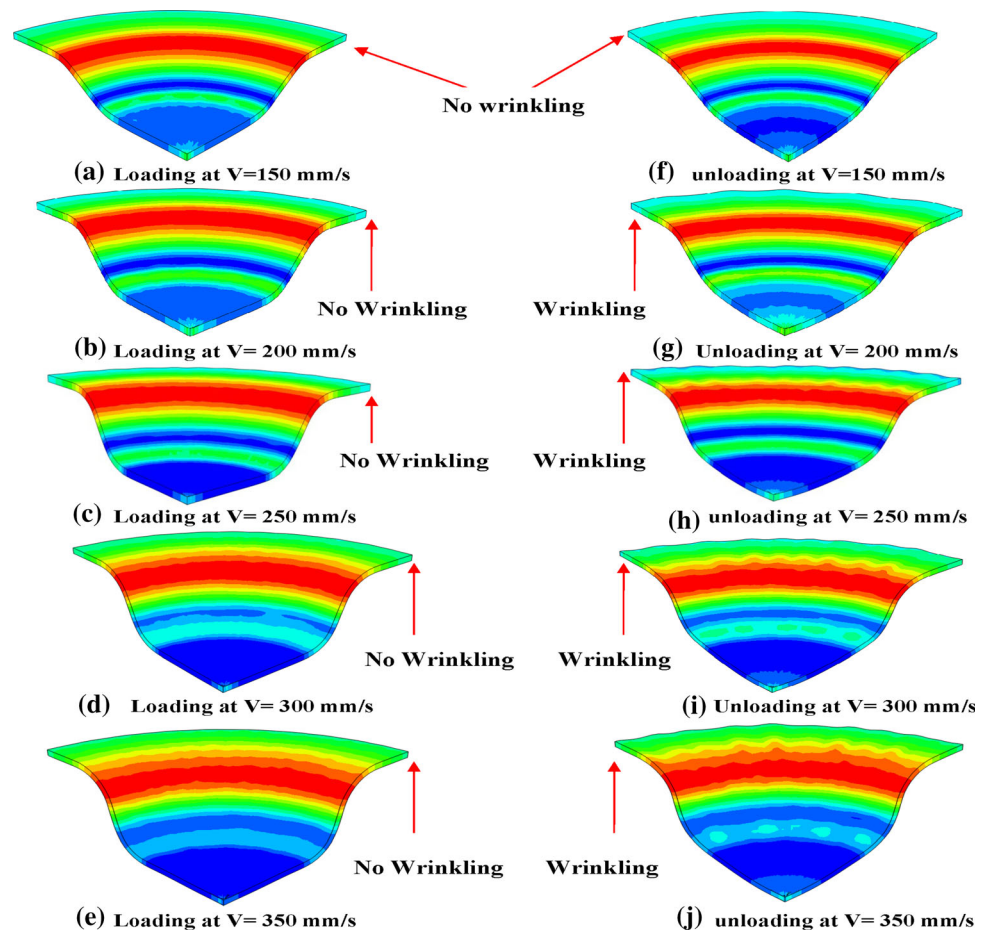 No wrinkling
(a) Loading at V=150 mm/s
(f) unloading at V=150 mm/s
No Wrinkling
Wrinkling
(b) Loading at V= 200 mm/s
(g) Unloading at V= 200 mm/s
No Wrinkling
Wrinkling
(c) Loading at V= 250 mm/s
(h) unloading at V= 250 mm/s
No Wrinkling
Wrinkling
(d) Loading at V= 300 mm/s
(i) Unloading at V= 300 mm/s
No Wrinkling
Wrinkling
(e) Loading at V= 350 mm/s
(j) unloading at V= 350 mm/s